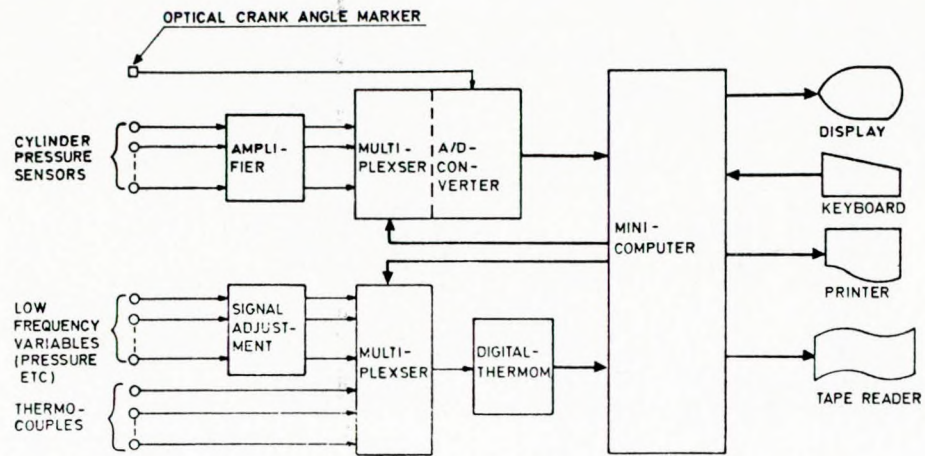 OPTICAL CRANK ANGLE MARKER
CYLINDER
PRESSURE
SENSORS
AMPLI-
FIER
MULTI-
PLEXSER
A/D-
CON-
VERTER
LOW
FREQUENCY
VARIABLES
(PRESSURE
ETC)
SIGNAL
ADJUST-
MENT
THERMO-
COUPLES
MULTI-
PLEXSER
DIGITAL-
THERMOM.
MINI-
COMPUTER
DISPLAY
KEYBOARD
PRINTER
TAPE READER